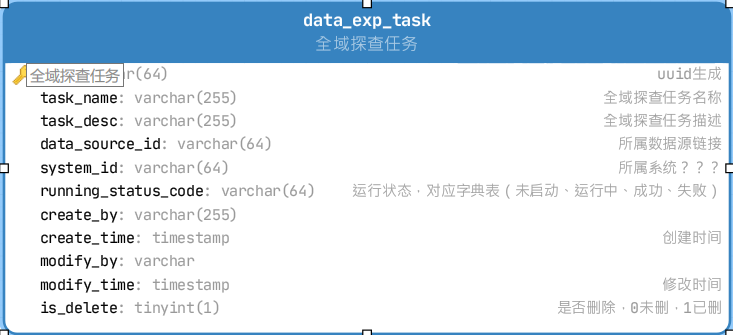 data_exp_task
全域探查任务
全域探查任务 r(64) uuid生成
task_name: varchar(255) 全域探查任务名称
task_desc: varchar(255) 全域探查任务描述
data_source_id: varchar(64) 所属数据源链接
system_id: varchar(64) 所属系统？？？
running_status_code: varchar(64) 运行状态，对应字典表（未启动、运行中、成功、失败）
create_by: varchar(255)
create_time: timestamp 创建时间
modify_by: varchar
modify_time: timestamp 修改时间
is_delete: tinyint(1) 是否删除，0未删，1已删